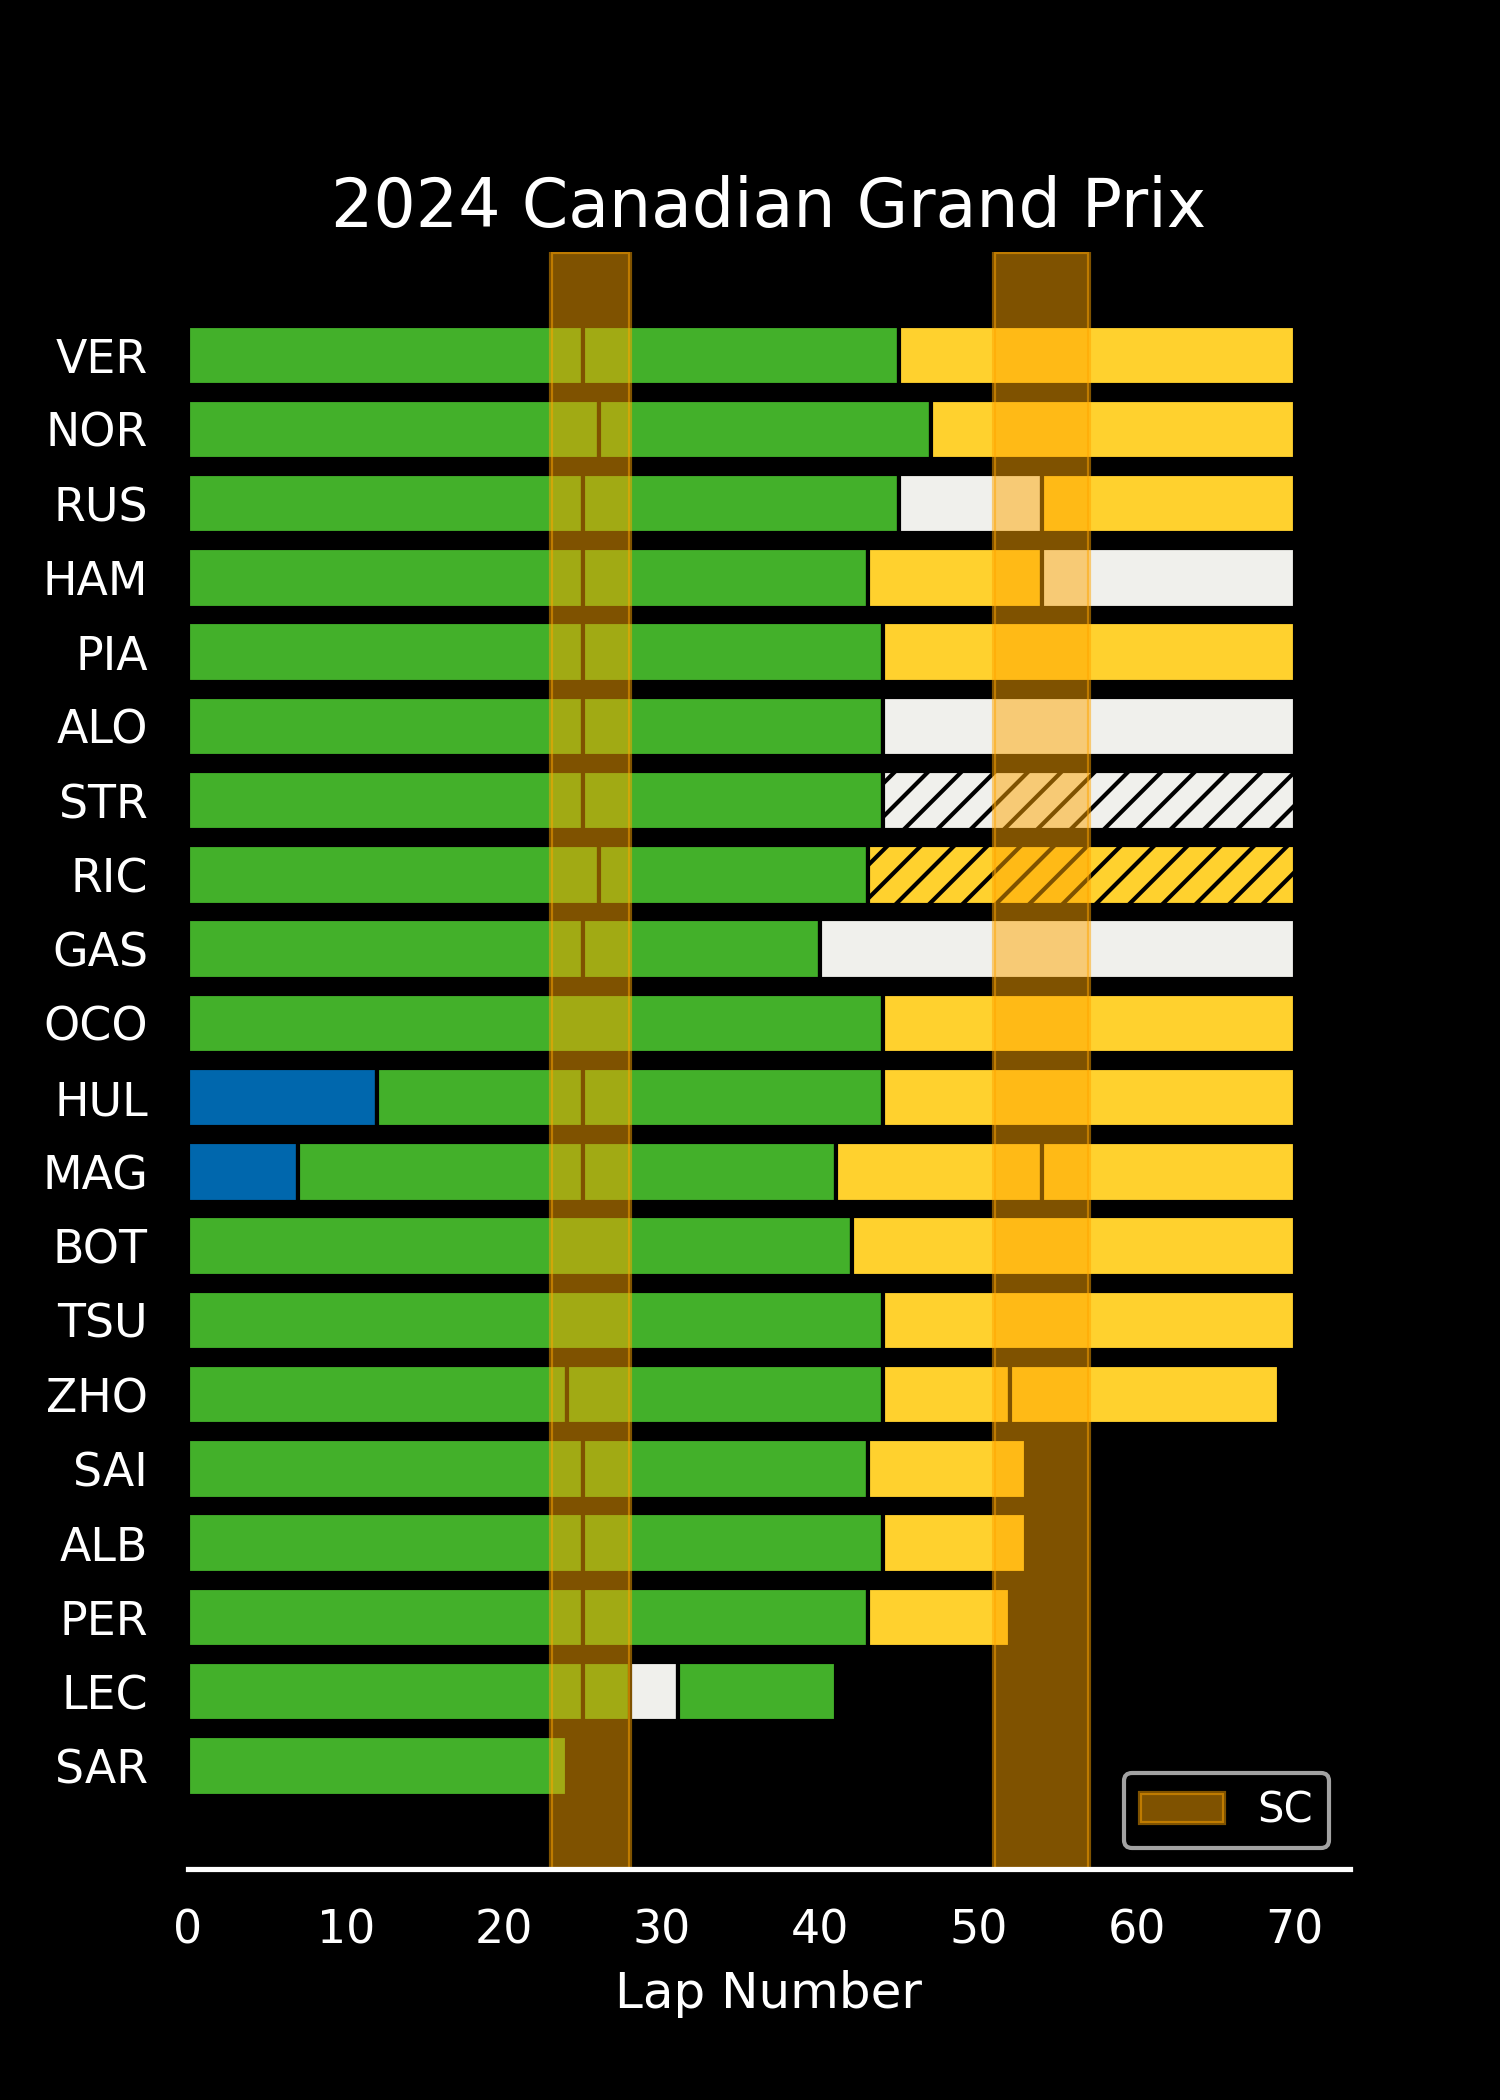 2024 Canadian Grand Prix
VER
NOR
RUS
HAM
PIA
ALO
STR
RIC
GAS
OCO
HUL
MAG
BOT
TSU
ZHO
SAI
ALB
PER
LEC
SAR
SC
0 10 20 30 40 50 60 70
Lap Number